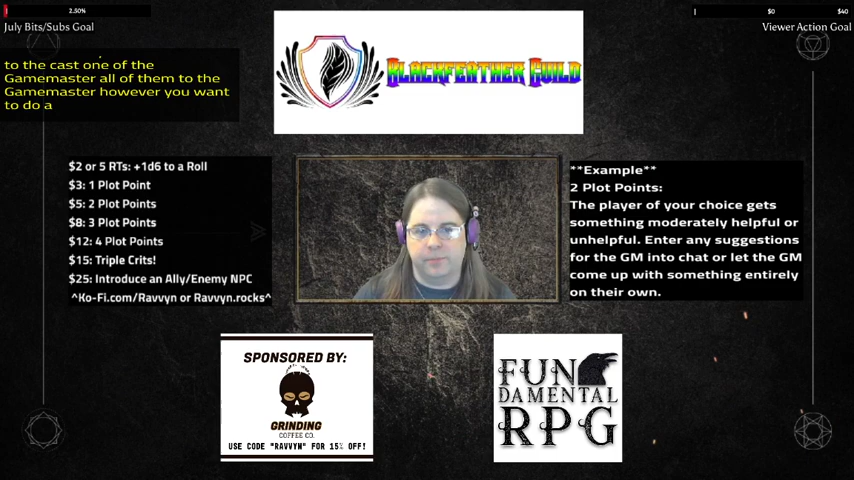 2.50%
$0
$40
July Bits/Subs Goal
Viewer Action Goal
to the cast one of the
Gamemaster all of them to the
Gamemaster however you want
to do a
Blackfeather Guild
$2 or 5 RTs: +1d6 to a Roll
$3: 1 Plot Point
$5: 2 Plot Points
$8: 3 Plot Points
$12: 4 Plot Points
$15: Triple Crits!
$25: Introduce an Ally/Enemy NPC
^Ko-Fi.com/Ravvyn or Ravvyn.rocks^
**Example**
2 Plot Points:
The player of your choice gets
something moderately helpful or
unhelpful. Enter any suggestions
for the GM into chat or let the GM
come up with something entirely
on their own.
SPONSORED BY:
GRINDING
COFFEE CO.
USE CODE "RAVVYN" FOR 15% OFF!
FUN
DAMENTAL
RPG